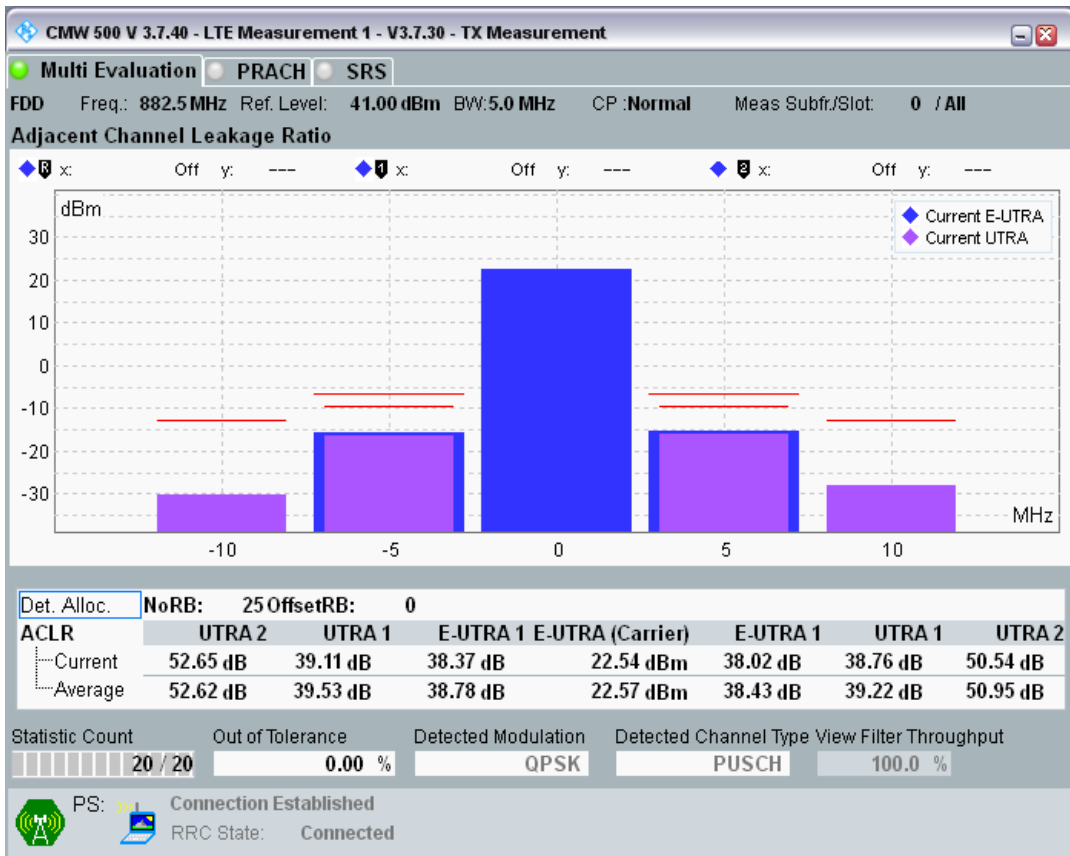 CMW 500 V 3.7.40 - LTE Measurement 1 - V3.7.30 - TX Measurement
Multi Evaluation PRACH SRS
FDD Freq.: 882.5 MHz Ref. Level: 41.00 dBm BW:5.0 MHz CP :Normal Meas Subfr./Slot: 0 / All
Adjacent Channel Leakage Ratio
R x: Off y: --- 1 x: Off y: --- 2 x: Off y: ---
dBm
Current E-UTRA
Current UTRA
30
20
10
0
-10
-20
-30
MHz
-10 -5 0 5 10
Det. Alloc. NoRB: 25 OffsetRB: 0
ACLR UTRA 2 UTRA 1 E-UTRA 1 E-UTRA (Carrier) E-UTRA 1 UTRA 1 UTRA 2
Current 52.65 dB 39.11 dB 38.37 dB 22.54 dBm 38.02 dB 38.76 dB 50.54 dB
Average 52.62 dB 39.53 dB 38.78 dB 22.57 dBm 38.43 dB 39.22 dB 50.95 dB
Statistic Count Out of Tolerance Detected Modulation Detected Channel Type View Filter Throughput
20 / 20 0.00 % QPSK PUSCH 100.0 %
PS: Connection Established
RRC State: Connected